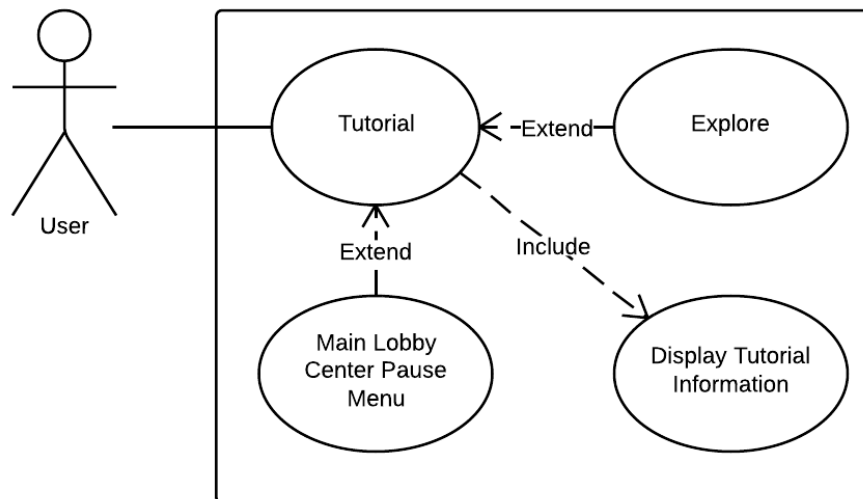 Tutorial
Extend
Explore
User
Extend
Include
Main Lobby
Center Pause
Menu
Display Tutorial
Information